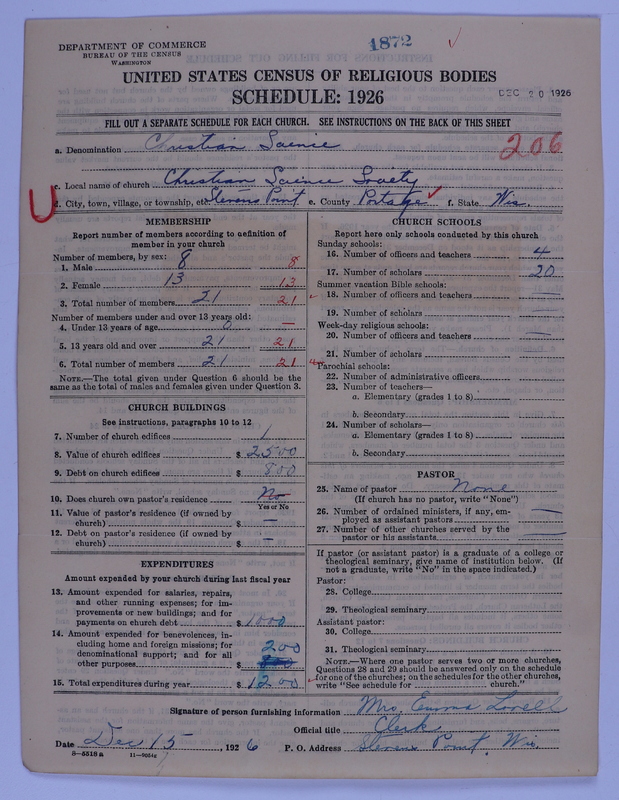 1872
DEPARTMENT OF COMMERCE
BUREAU OF THE CENSUS
WASHINGTON
UNITED STATES CENSUS OF RELIGIOUS BODIES
SCHEDULE: 1926
DEC 20 1926
FILL OUT A SEPARATE SCHEDULE FOR EACH CHURCH. SEE INSTRUCTIONS ON THE BACK OF THIS SHEET
206
a. Denomination Christian Science
c. Local name of church Christian Science Society
d. City, town, village, or township, Stevens Point e. County Portage f. State Wis.
MEMBERSHIP
Report number of members according to definition of
member in your church
Number of members, by sex:
1. Male 8 8
2. Female 13 13
3. Total number of members 21 21
Number of members under and over 13 years old:
4. Under 13 years of age 0 —
5. 13 years old and over 21 21
6. Total number of members 21 21
NOTE.—The total given under Question 6 should be the
same as the total of males and females given under Question 3.
CHURCH BUILDINGS
See instructions, paragraphs 10 to 12
7. Number of church edifices 1
8. Value of church edifices $ 2500
9. Debt on church edifices $ 800
10. Does church own pastor's residence No
Yes or No
11. Value of pastor's residence (if owned by
church) $ —
12. Debt on pastor's residence (if owned by
church) $ —
EXPENDITURES
Amount expended by your church during last fiscal year
13. Amount expended for salaries, repairs,
and other running expenses; for im-
provements or new buildings; and for
payments on church debt $ 1000
14. Amount expended for benevolences, in-
cluding home and foreign missions; for
denominational support; and for all
other purposes $ 200
15. Total expenditures during year $ 1200
CHURCH SCHOOLS
Report here only schools conducted by this church
Sunday schools:
16. Number of officers and teachers 4
17. Number of scholars 20
Summer vacation Bible schools:
18. Number of officers and teachers —
19. Number of scholars —
Week-day religious schools:
20. Number of officers and teachers —
21. Number of scholars —
Parochial schools:
22. Number of administrative officers
23. Number of teachers—
a. Elementary (grades 1 to 8)
b. Secondary
24. Number of scholars—
a. Elementary (grades 1 to 8)
b. Secondary
PASTOR
25. Name of pastor None
(If church has no pastor, write "None")
26. Number of ordained ministers, if any, em-
ployed as assistant pastors —
27. Number of other churches served by the
pastor or his assistants —
If pastor (or assistant pastor) is a graduate of a college or
theological seminary, give name of institution below. (If
not a graduate, write "No" in the space indicated.)
Pastor:
28. College
29. Theological seminary
Assistant pastor:
30. College
31. Theological seminary
NOTE.—Where one pastor serves two or more churches,
Questions 28 and 29 should be answered only on the schedule
for one of the churches; on the schedules for the other churches,
write "See schedule for church."
Signature of person furnishing information Mrs. Emma Lovell
Official title Clerk
Date Dec 15, 1926 P. O. Address Stevens Point, Wis.
8—5518 a